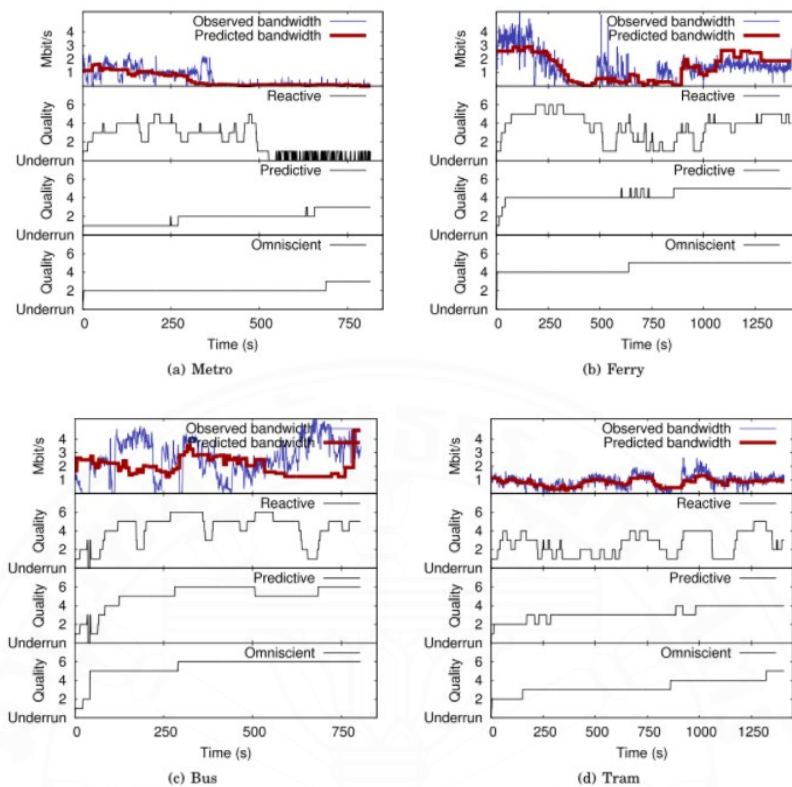 Observed bandwidth
Predicted bandwidth
Mbit/s
4
3
2
1
Reactive
Quality
6
4
2
Underrun
Predictive
Quality
6
4
2
Underrun
Omniscient
Quality
6
4
2
Underrun
0 250 500 750
Time (s)
(a) Metro
Observed bandwidth
Predicted bandwidth
Mbit/s
4
3
2
1
Reactive
Quality
6
4
2
Underrun
Predictive
Quality
6
4
2
Underrun
Omniscient
Quality
6
4
2
Underrun
0 250 500 750 1000 1250
Time (s)
(b) Ferry
Observed bandwidth
Predicted bandwidth
Mbit/s
4
3
2
1
Reactive
Quality
6
4
2
Underrun
Predictive
Quality
6
4
2
Underrun
Omniscient
Quality
6
4
2
Underrun
0 250 500 750
Time (s)
(c) Bus
Observed bandwidth
Predicted bandwidth
Mbit/s
4
3
2
1
Reactive
Quality
6
4
2
Underrun
Predictive
Quality
6
4
2
Underrun
Omniscient
Quality
6
4
2
Underrun
0 250 500 750 1000 1250
Time (s)
(d) Tram